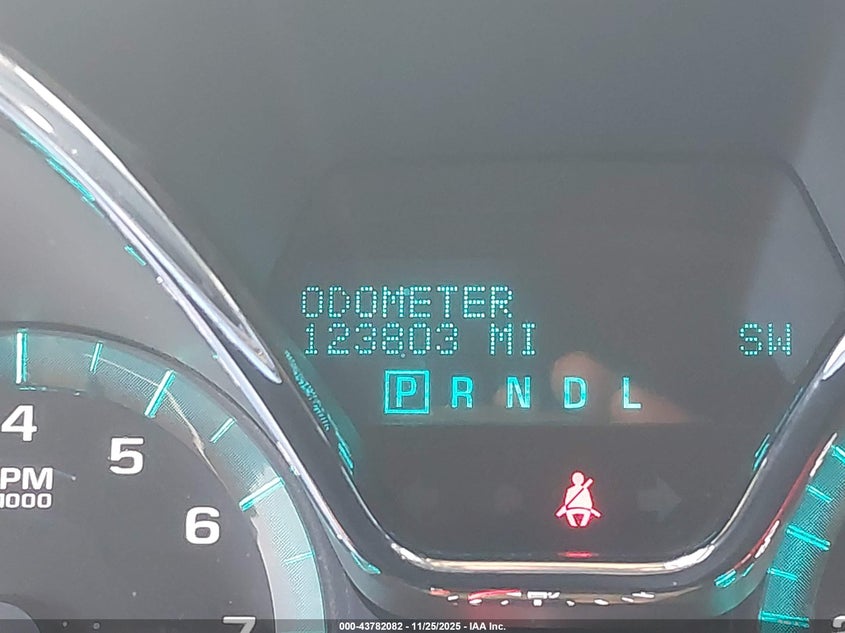 ODOMETER
123803 MI SW
P R N D L
4
5
6
7
PM
1000
000-43782082 - 11/25/2025 - IAA Inc.